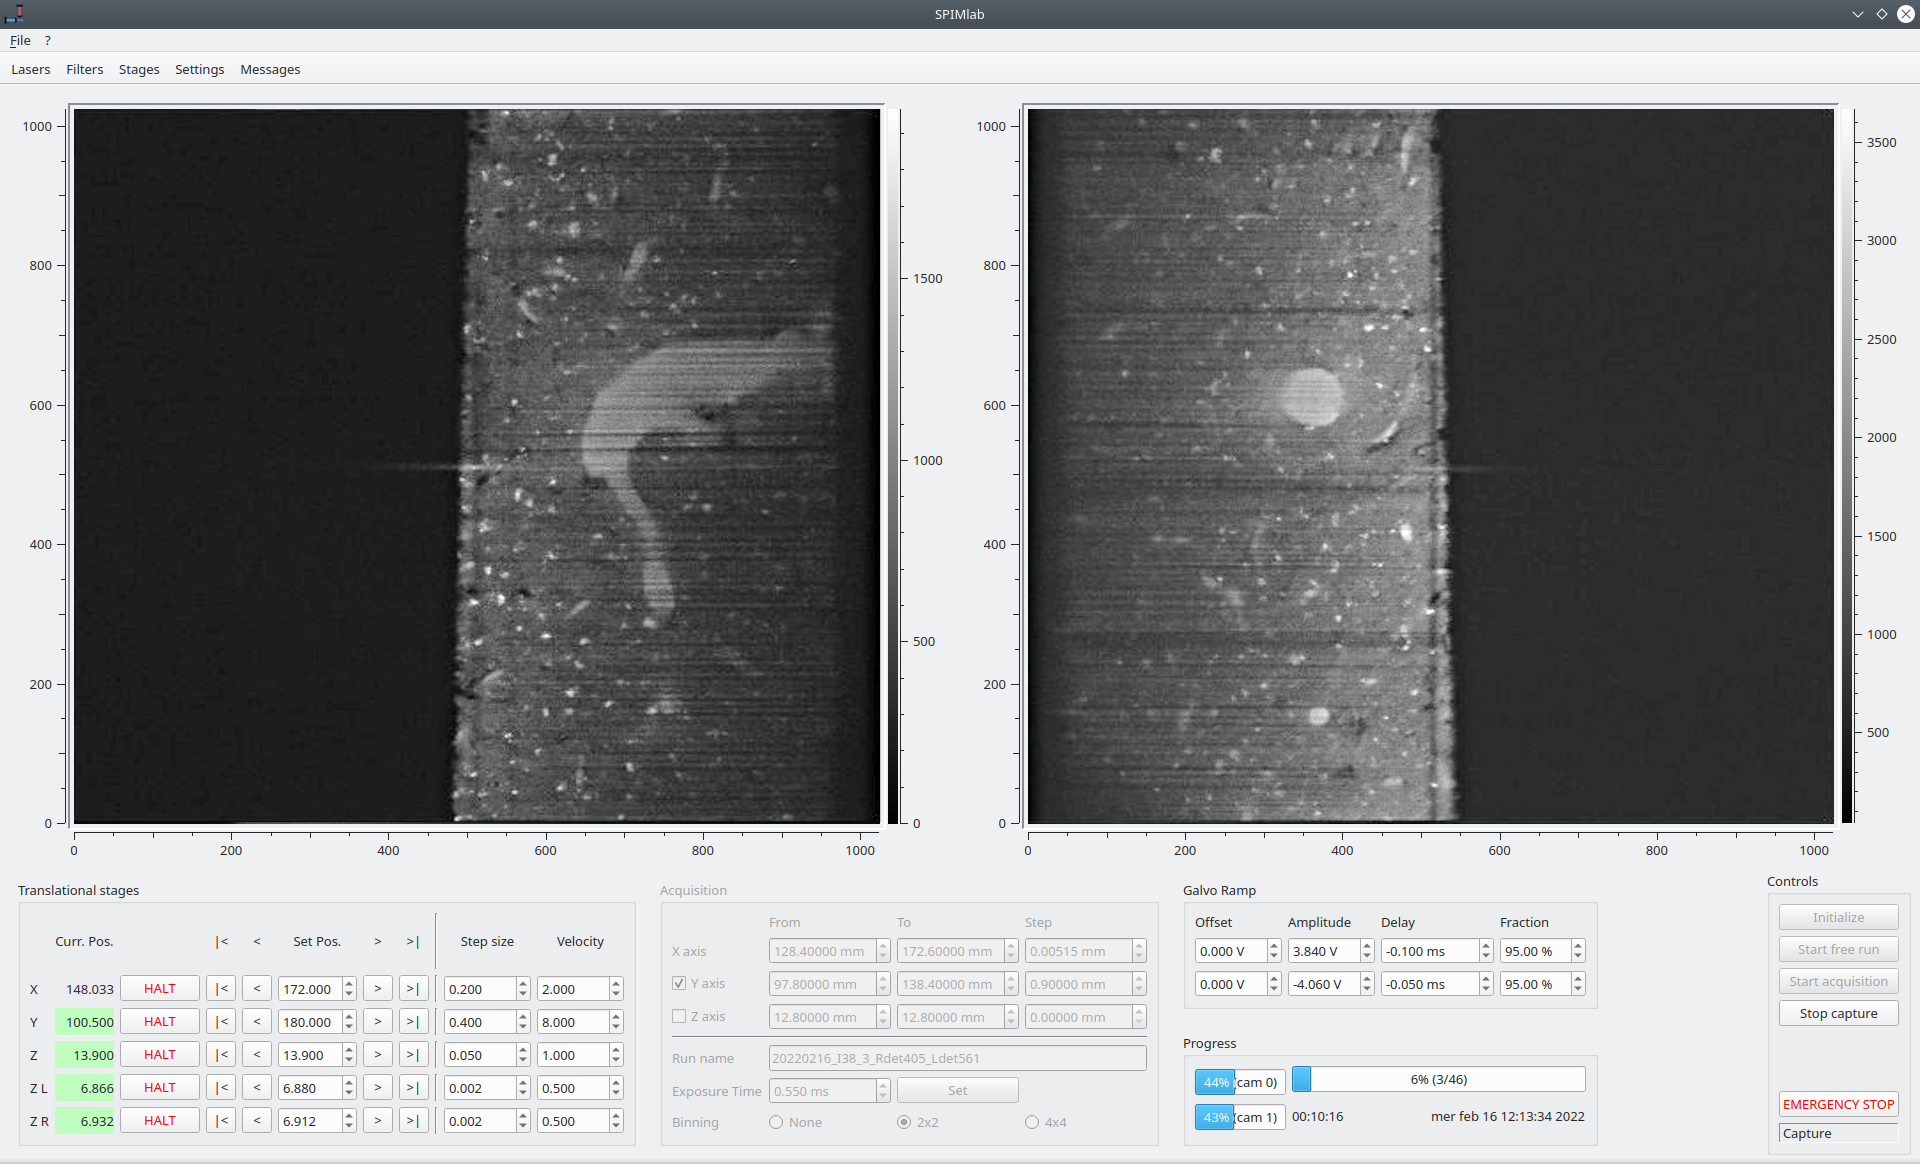 SPIMlab
File ?
Lasers Filters Stages Settings Messages
1000
800
600
400
200
0
0 200 400 600 800 1000
1500
1000
500
0
1000
800
600
400
200
0
0 200 400 600 800 1000
3500
3000
2500
2000
1500
1000
500
Translational stages
Curr. Pos. |< < Set Pos. > >| Step size Velocity
X 148.033 HALT |< < 172.000 > >| 0.200 2.000
Y 100.500 HALT |< < 180.000 > >| 0.400 8.000
Z 13.900 HALT |< < 13.900 > >| 0.050 1.000
Z L 6.866 HALT |< < 6.880 > >| 0.002 0.500
Z R 6.932 HALT |< < 6.912 > >| 0.002 0.500
Acquisition
From To Step
X axis 128.40000 mm 172.60000 mm 0.00515 mm
Y axis 97.80000 mm 138.40000 mm 0.90000 mm
Z axis 12.80000 mm 12.80000 mm 0.00000 mm
Run name 20220216_I38_3_Rdet405_Ldet561
Exposure Time 0.550 ms Set
Binning None 2x2 4x4
Galvo Ramp
Offset Amplitude Delay Fraction
0.000 V 3.840 V -0.100 ms 95.00 %
0.000 V -4.060 V -0.050 ms 95.00 %
Progress
44% (cam 0) 6% (3/46)
43% (cam 1) 00:10:16 mer feb 16 12:13:34 2022
Controls
Initialize
Start free run
Start acquisition
Stop capture
EMERGENCY STOP
Capture